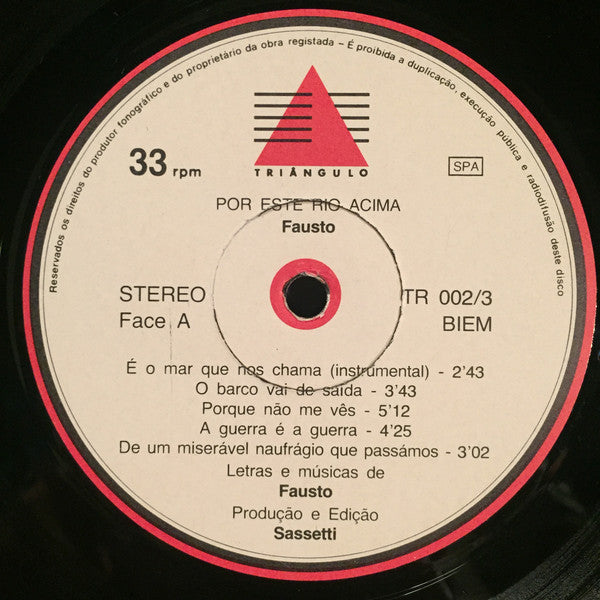 Reservados os direitos do produtor fonográfico e do proprietário da obra registada – É proibida a duplicação, execução pública e radiodifusão deste disco
TRIÂNGULO
33 rpm
SPA
POR ESTE RIO ACIMA
Fausto
STEREO
TR 002/3
Face A
BIEM
É o mar que nos chama (instrumental) - 2'43
O barco vai de saída - 3'43
Porque não me vês - 5'12
A guerra é a guerra - 4'25
De um miserável naufrágio que passámos - 3'02
Letras e músicas de
Fausto
Produção e Edição
Sassetti